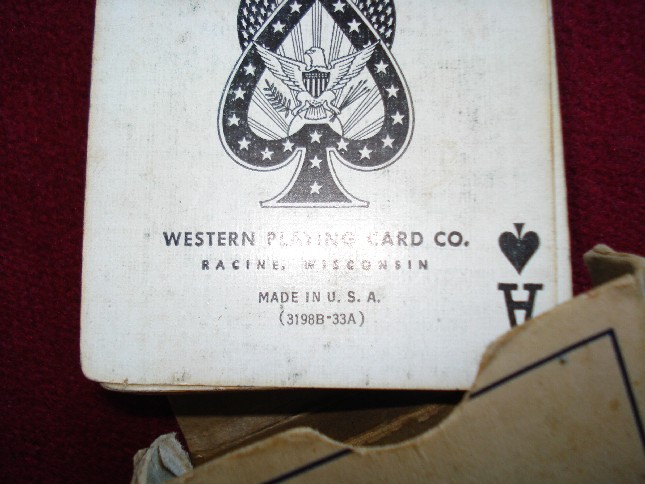 WESTERN PLAYING CARD CO.
RACINE, WISCONSIN
MADE IN U. S. A.
(3198B-33A)
A